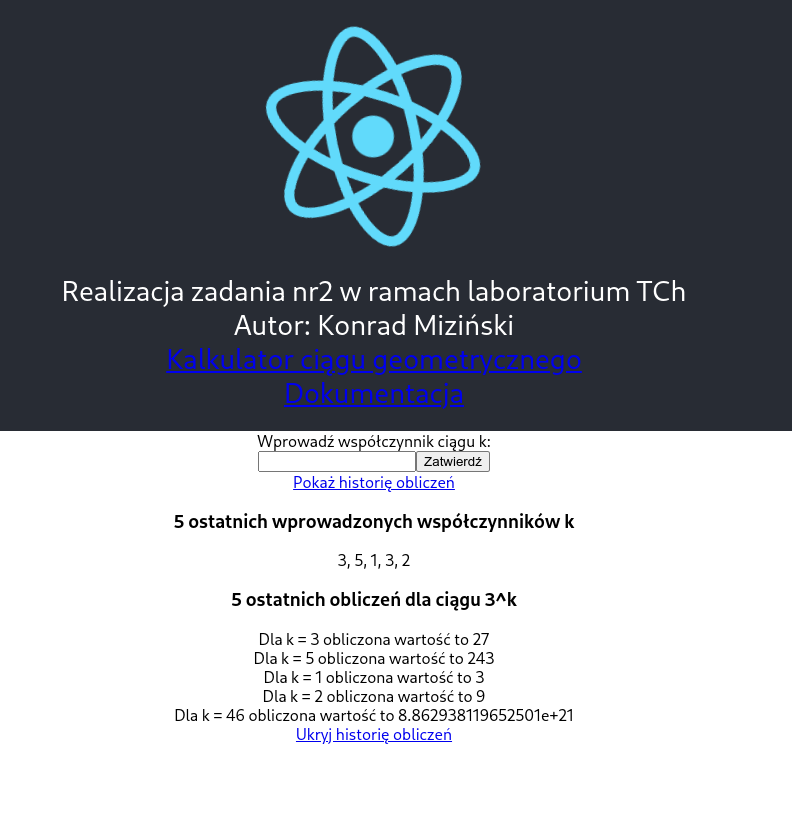 Realizacja zadania nr2 w ramach laboratorium TCh
Autor: Konrad Miziński
Kalkulator ciągu geometrycznego
Dokumentacja
Wprowadź współczynnik ciągu k:
Zatwierdź
Pokaż historię obliczeń
5 ostatnich wprowadzonych współczynników k
3, 5, 1, 3, 2
5 ostatnich obliczeń dla ciągu 3^k
Dla k = 3 obliczona wartość to 27
Dla k = 5 obliczona wartość to 243
Dla k = 1 obliczona wartość to 3
Dla k = 2 obliczona wartość to 9
Dla k = 46 obliczona wartość to 8.862938119652501e+21
Ukryj historię obliczeń